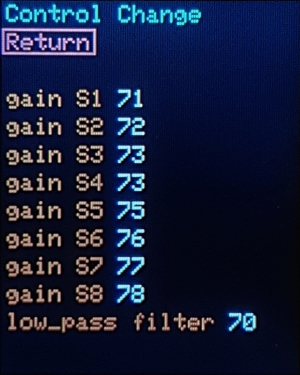 Control Change
Return
gain S1 71
gain S2 72
gain S3 73
gain S4 73
gain S5 75
gain S6 76
gain S7 77
gain S8 78
low_pass filter 70